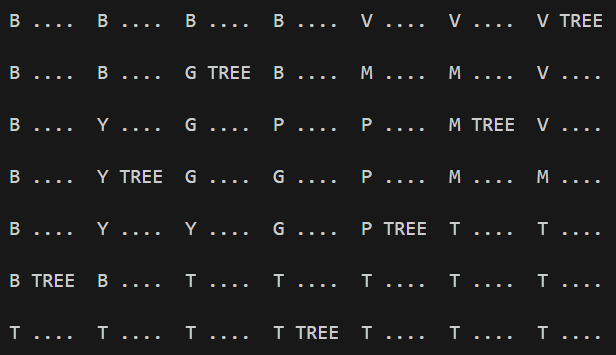 B .... B .... B .... B .... V .... V .... V TREE
B .... B .... G TREE B .... M .... M .... V ....
B .... Y .... G .... P .... P .... M TREE V ....
B .... Y TREE G .... G .... P .... M .... M ....
B .... Y .... Y .... G .... P TREE T .... T ....
B TREE B .... T .... T .... T .... T .... T ....
T .... T .... T .... T TREE T .... T .... T ....